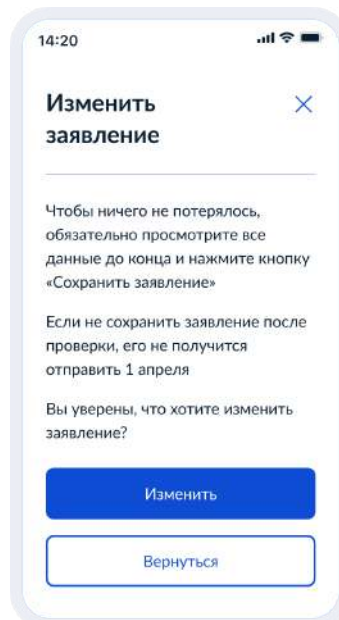 14:20
Изменить
заявление
Чтобы ничего не потерялось,
обязательно просмотрите все
данные до конца и нажмите кнопку
«Сохранить заявление»
Если не сохранить заявление после
проверки, его не получится
отправить 1 апреля
Вы уверены, что хотите изменить
заявление?
Изменить
Вернуться